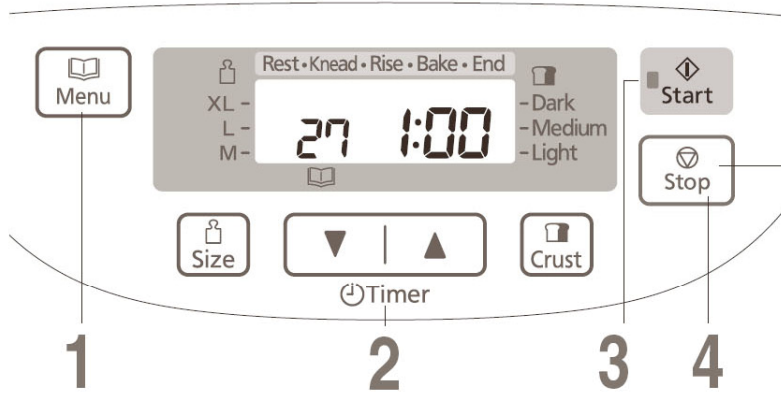 Menu
Rest • Knead • Rise • Bake • End
XL -
L -
M -
27 1:00
- Dark
- Medium
- Light
Start
Stop
Size
▼ | ▲
Timer
Crust
1
2
3
4